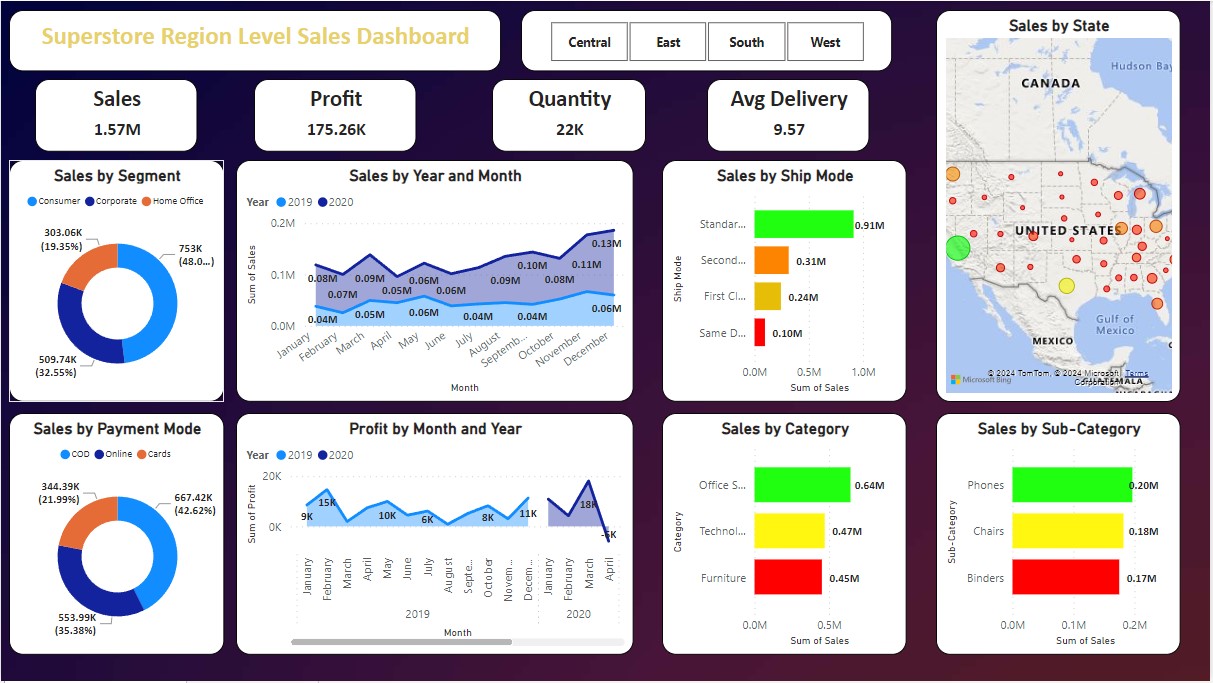 Superstore Region Level Sales Dashboard
Central
East
South
West
Sales
1.57M
Profit
175.26K
Quantity
22K
Avg Delivery
9.57
Sales by State
CANADA
Hudson Bay
UNITED STATES
MEXICO
Gulf of
Mexico
GUATEMALA
Microsoft Bing
© 2024 TomTom, © 2024 Microsoft Corporation
Terms
Sales by Segment
Consumer Corporate Home Office
303.06K
(19.35%)
753K
(48.0...)
509.74K
(32.55%)
Sales by Year and Month
Year 2019 2020
Sum of Sales
0.2M
0.1M
0.0M
0.08M
0.07M
0.09M
0.05M
0.06M
0.06M
0.09M
0.10M
0.08M
0.11M
0.13M
0.04M
0.05M
0.06M
0.04M
0.04M
0.06M
January
February
March
April
May
June
July
August
Septemb...
October
November
December
Month
Sales by Ship Mode
Ship Mode
Standar...
0.91M
Second...
0.31M
First Cl...
0.24M
Same D...
0.10M
0.0M 0.5M 1.0M
Sum of Sales
Sales by Payment Mode
COD Online Cards
344.39K
(21.99%)
667.42K
(42.62%)
553.99K
(35.38%)
Profit by Month and Year
Year 2019 2020
Sum of Profit
20K
0K
9K
15K
10K
6K
8K
11K
18K
-6K
January
February
March
April
May
June
July
August
Septe...
October
Novem...
Decem...
January
February
March
April
2019
2020
Month
Sales by Category
Category
Office S...
0.64M
Technol...
0.47M
Furniture
0.45M
0.0M 0.5M
Sum of Sales
Sales by Sub-Category
Sub-Category
Phones
0.20M
Chairs
0.18M
Binders
0.17M
0.0M 0.1M 0.2M
Sum of Sales